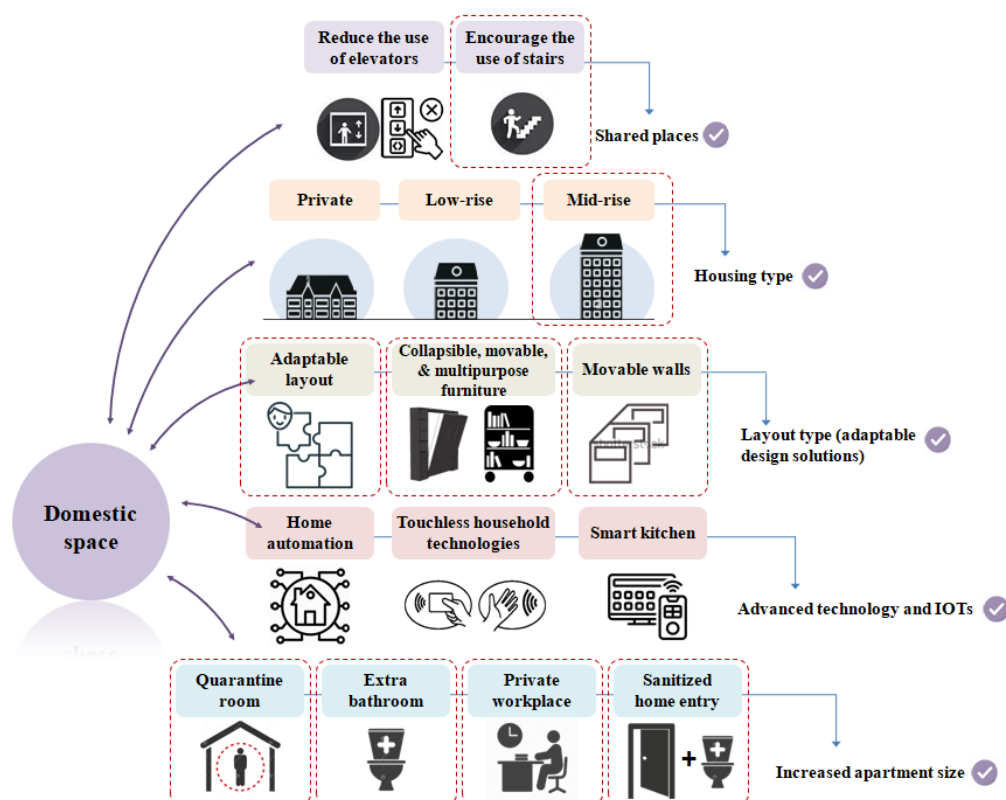 Reduce the use
of elevators
Encourage the
use of stairs
Shared places
Private
Low-rise
Mid-rise
Housing type
Adaptable
layout
Collapsible, movable,
& multipurpose
furniture
Movable walls
Layout type (adaptable
design solutions)
Domestic
space
Home
automation
Touchless household
technologies
Smart kitchen
Advanced technology and IOTs
Quarantine
room
Extra
bathroom
Private
workplace
Sanitized
home entry
+
Increased apartment size